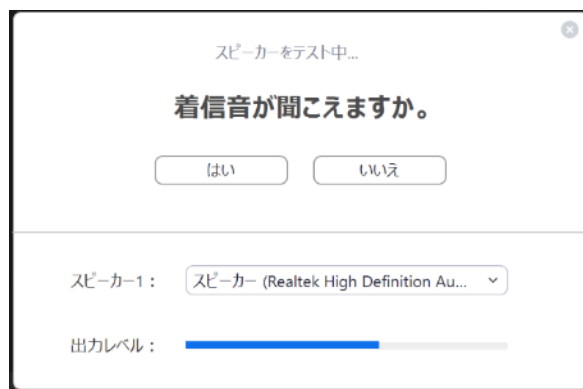 スピーカーをテスト中...
着信音が聞こえますか。
はい
いいえ
スピーカー1：
スピーカー (Realtek High Definition Au...
出力レベル：